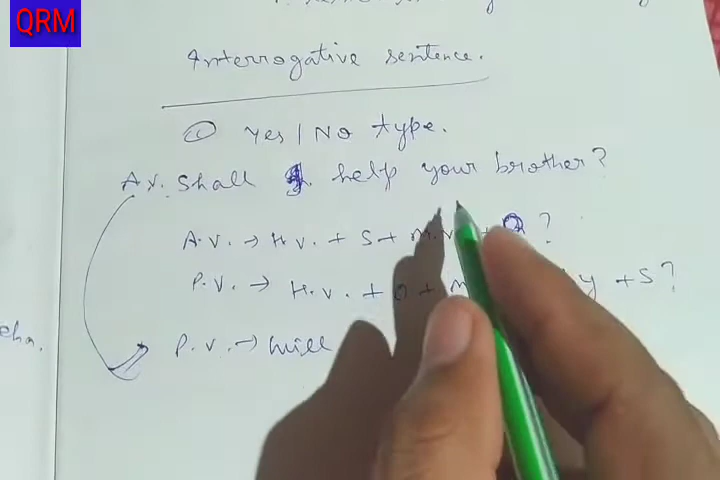 QRM
Interrogative sentence.
① Yes / No type.
A.V. Shall I help your brother?
A.V. → H.V. + S + M.V. + O ?
P.V. → H.V. + O + y + S ?
P.V. → Will